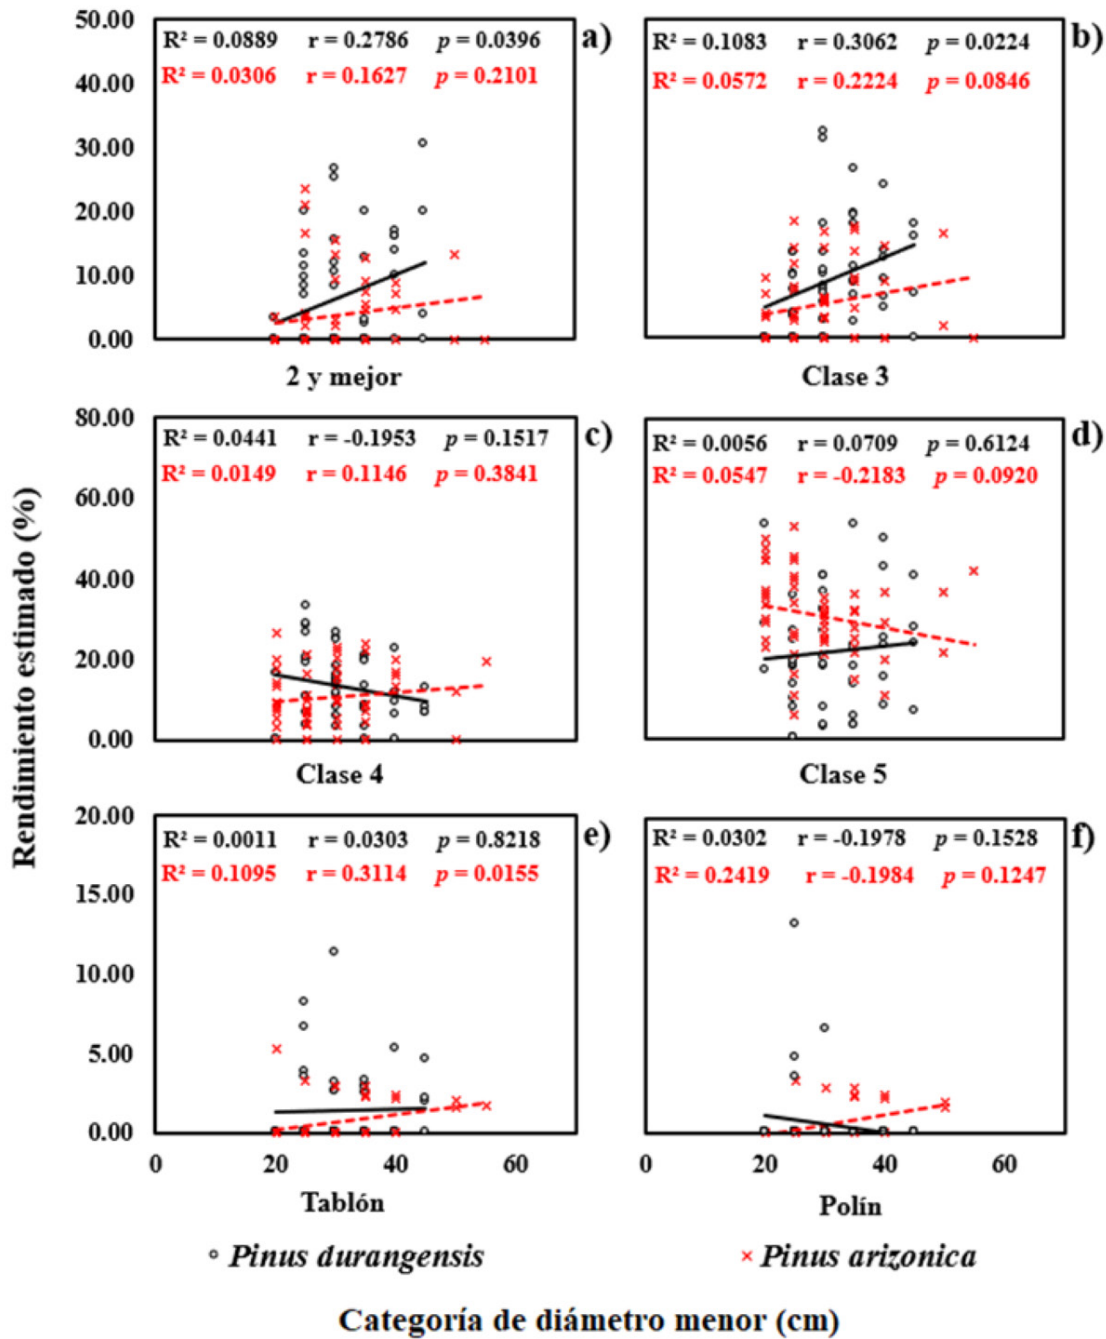 50.00
40.00
30.00
20.00
10.00
0.00
R² = 0.0889 r = 0.2786 p = 0.0396 a)
R² = 0.0306 r = 0.1627 p = 0.2101
2 y mejor
R² = 0.1083 r = 0.3062 p = 0.0224 b)
R² = 0.0572 r = 0.2224 p = 0.0846
Clase 3
80.00
60.00
40.00
20.00
0.00
R² = 0.0441 r = -0.1953 p = 0.1517 c)
R² = 0.0149 r = 0.1146 p = 0.3841
Clase 4
R² = 0.0056 r = 0.0709 p = 0.6124 d)
R² = 0.0547 r = -0.2183 p = 0.0920
Clase 5
Rendimiento estimado (%)
20.00
15.00
10.00
5.00
0.00
R² = 0.0011 r = 0.0303 p = 0.8218 e)
R² = 0.1095 r = 0.3114 p = 0.0155
0 20 40 60
Tablón
R² = 0.0302 r = -0.1978 p = 0.1528 f)
R² = 0.2419 r = -0.1984 p = 0.1247
0 20 40 60
Polín
Pinus durangensis Pinus arizonica
Categoría de diámetro menor (cm)